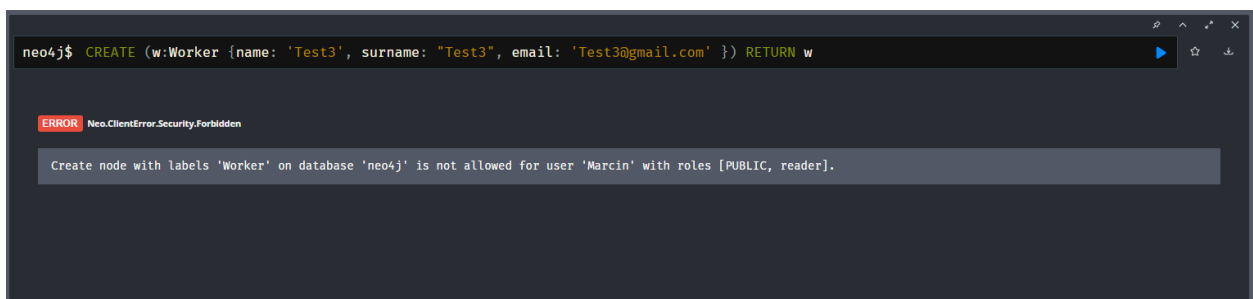 neo4j$ CREATE (w:Worker {name: 'Test3', surname: "Test3", email: 'Test3@gmail.com' }) RETURN w
ERROR Neo.ClientError.Security.Forbidden
Create node with labels 'Worker' on database 'neo4j' is not allowed for user 'Marcin' with roles [PUBLIC, reader].